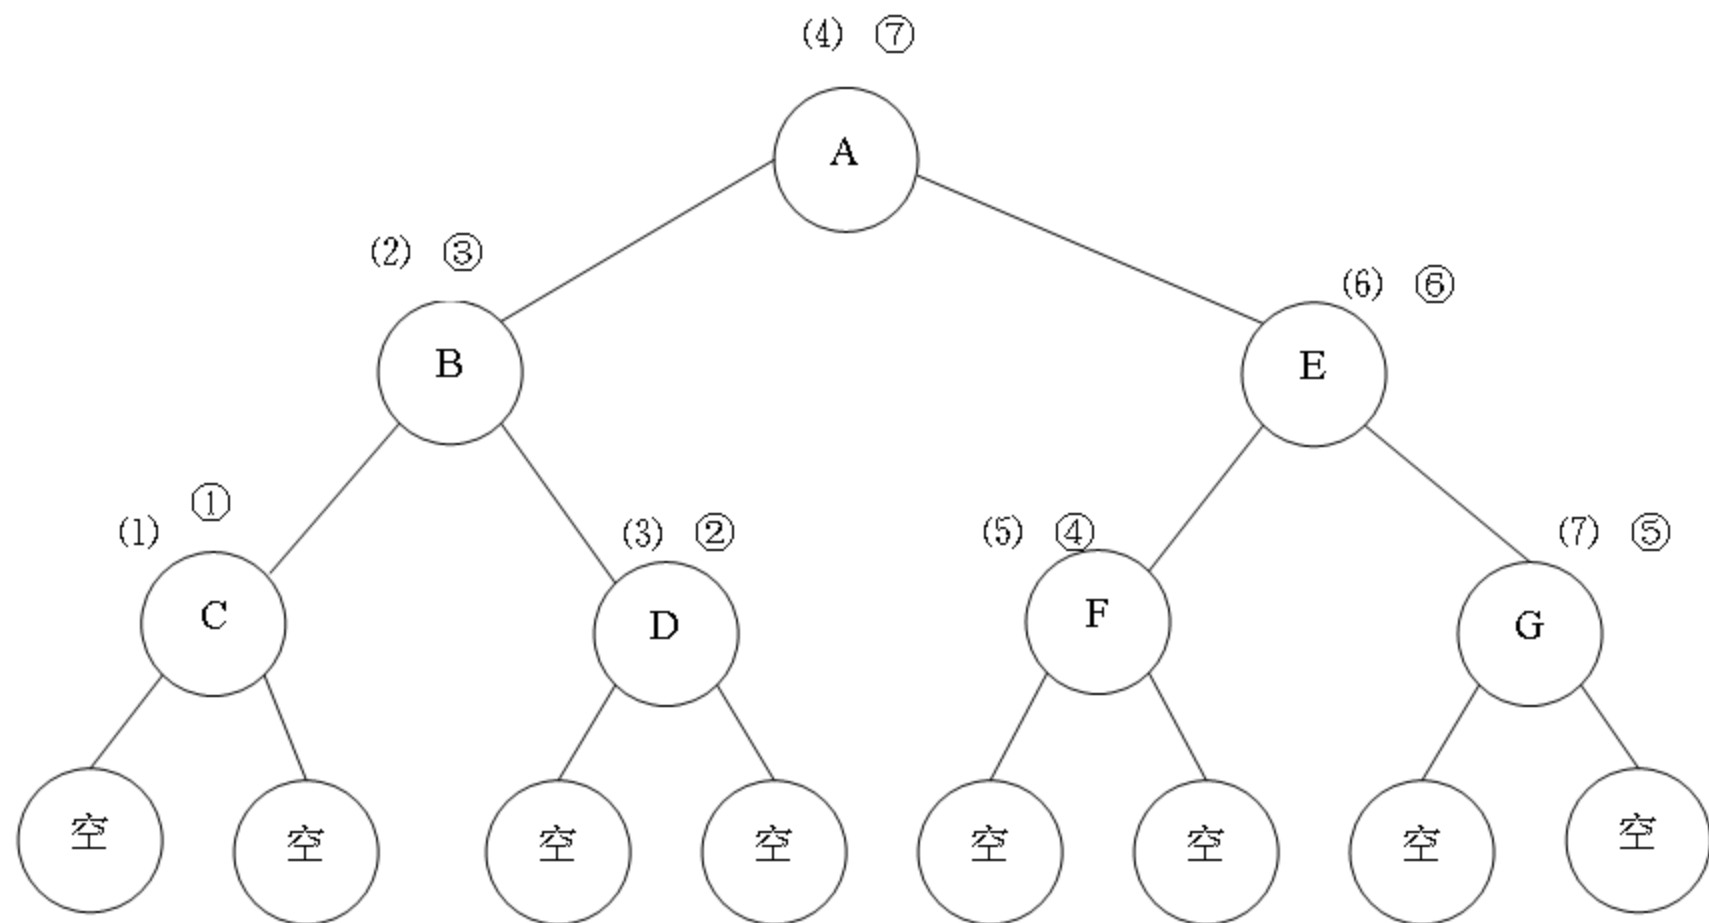 (4) ⑦
A
(2) ③
(6) ⑥
B
E
(1) ①
(3) ②
(5) ④
(7) ⑤
C
D
F
G
空 空 空 空 空 空 空 空